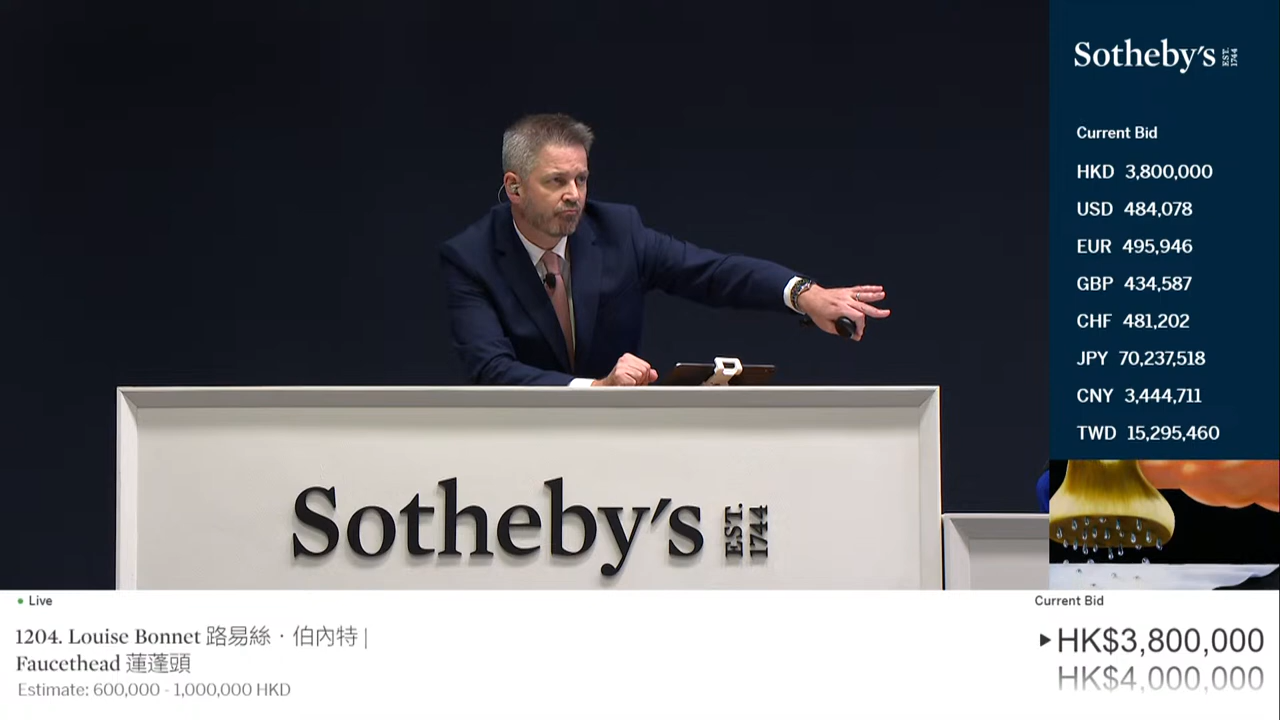 Sotheby's EST. 1744
Current Bid
HKD 3,800,000
USD 484,078
EUR 495,946
GBP 434,587
CHF 481,202
JPY 70,237,518
CNY 3,444,711
TWD 15,295,460
Sotheby's EST. 1744
Live
1204. Louise Bonnet 路易絲 · 伯內特 |
Faucethead 蓮蓬頭
Estimate: 600,000 - 1,000,000 HKD
Current Bid
HK$3,800,000
HK$4,000,000